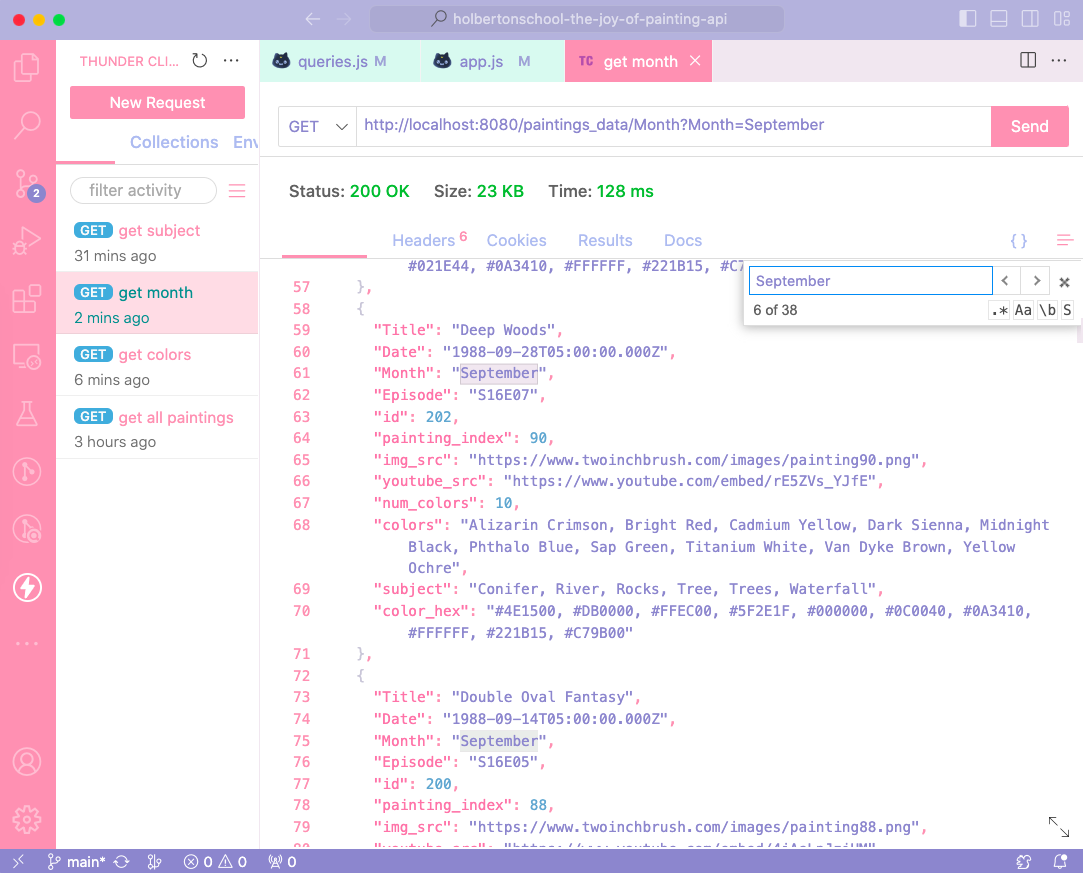 holbertonschool-the-joy-of-painting-api
THUNDER CLI...
New Request
Collections Env
filter activity
GET get subject
31 mins ago
GET get month
2 mins ago
GET get colors
6 mins ago
GET get all paintings
3 hours ago
2
queries.js M
app.js M
TC get month
GET http://localhost:8080/paintings_data/Month?Month=September Send
Status: 200 OK Size: 23 KB Time: 128 ms
Headers 6 Cookies Results Docs { }
September
6 of 38 .* Aa \b S
#021E44, #0A3410, #FFFFFF, #221B15, #C7
57 },
58 {
59 "Title": "Deep Woods",
60 "Date": "1988-09-28T05:00:00.000Z",
61 "Month": "September",
62 "Episode": "S16E07",
63 "id": 202,
64 "painting_index": 90,
65 "img_src": "https://www.twoinchbrush.com/images/painting90.png",
66 "youtube_src": "https://www.youtube.com/embed/rE5ZVs_YJfE",
67 "num_colors": 10,
68 "colors": "Alizarin Crimson, Bright Red, Cadmium Yellow, Dark Sienna, Midnight
Black, Phthalo Blue, Sap Green, Titanium White, Van Dyke Brown, Yellow
Ochre",
69 "subject": "Conifer, River, Rocks, Tree, Trees, Waterfall",
70 "color_hex": "#4E1500, #DB0000, #FFEC00, #5F2E1F, #000000, #0C0040, #0A3410,
#FFFFFF, #221B15, #C79B00"
71 },
72 {
73 "Title": "Double Oval Fantasy",
74 "Date": "1988-09-14T05:00:00.000Z",
75 "Month": "September",
76 "Episode": "S16E05",
77 "id": 200,
78 "painting_index": 88,
79 "img_src": "https://www.twoinchbrush.com/images/painting88.png",
main* 0 0 0